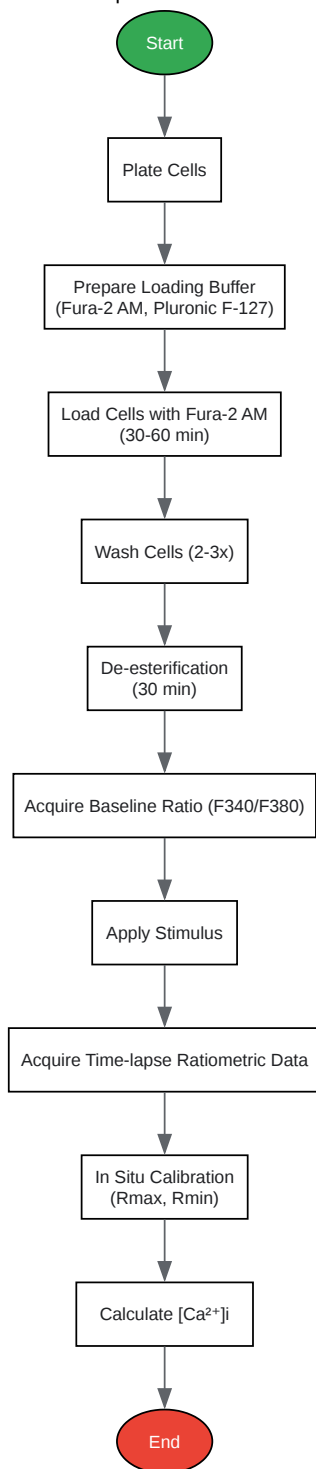 Start
Plate Cells
Prepare Loading Buffer
(Fura-2 AM, Pluronic F-127)
Load Cells with Fura-2 AM
(30-60 min)
Wash Cells (2-3x)
De-esterification
(30 min)
Acquire Baseline Ratio (F340/F380)
Apply Stimulus
Acquire Time-lapse Ratiometric Data
In Situ Calibration
(Rmax, Rmin)
Calculate [Ca²⁺]i
End